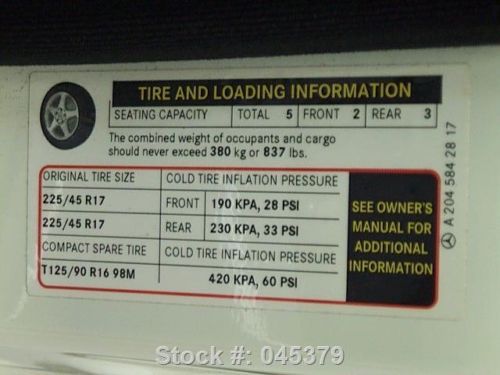 TIRE AND LOADING INFORMATION
SEATING CAPACITY TOTAL 5 FRONT 2 REAR 3
The combined weight of occupants and cargo
should never exceed 380 kg or 837 lbs.
ORIGINAL TIRE SIZE COLD TIRE INFLATION PRESSURE
225/45 R17 FRONT 190 KPA, 28 PSI
225/45 R17 REAR 230 KPA, 33 PSI
COMPACT SPARE TIRE COLD TIRE INFLATION PRESSURE
T125/90 R16 98M 420 KPA, 60 PSI
SEE OWNER'S
MANUAL FOR
ADDITIONAL
INFORMATION
A 204 584 28 17
Stock #: 045379